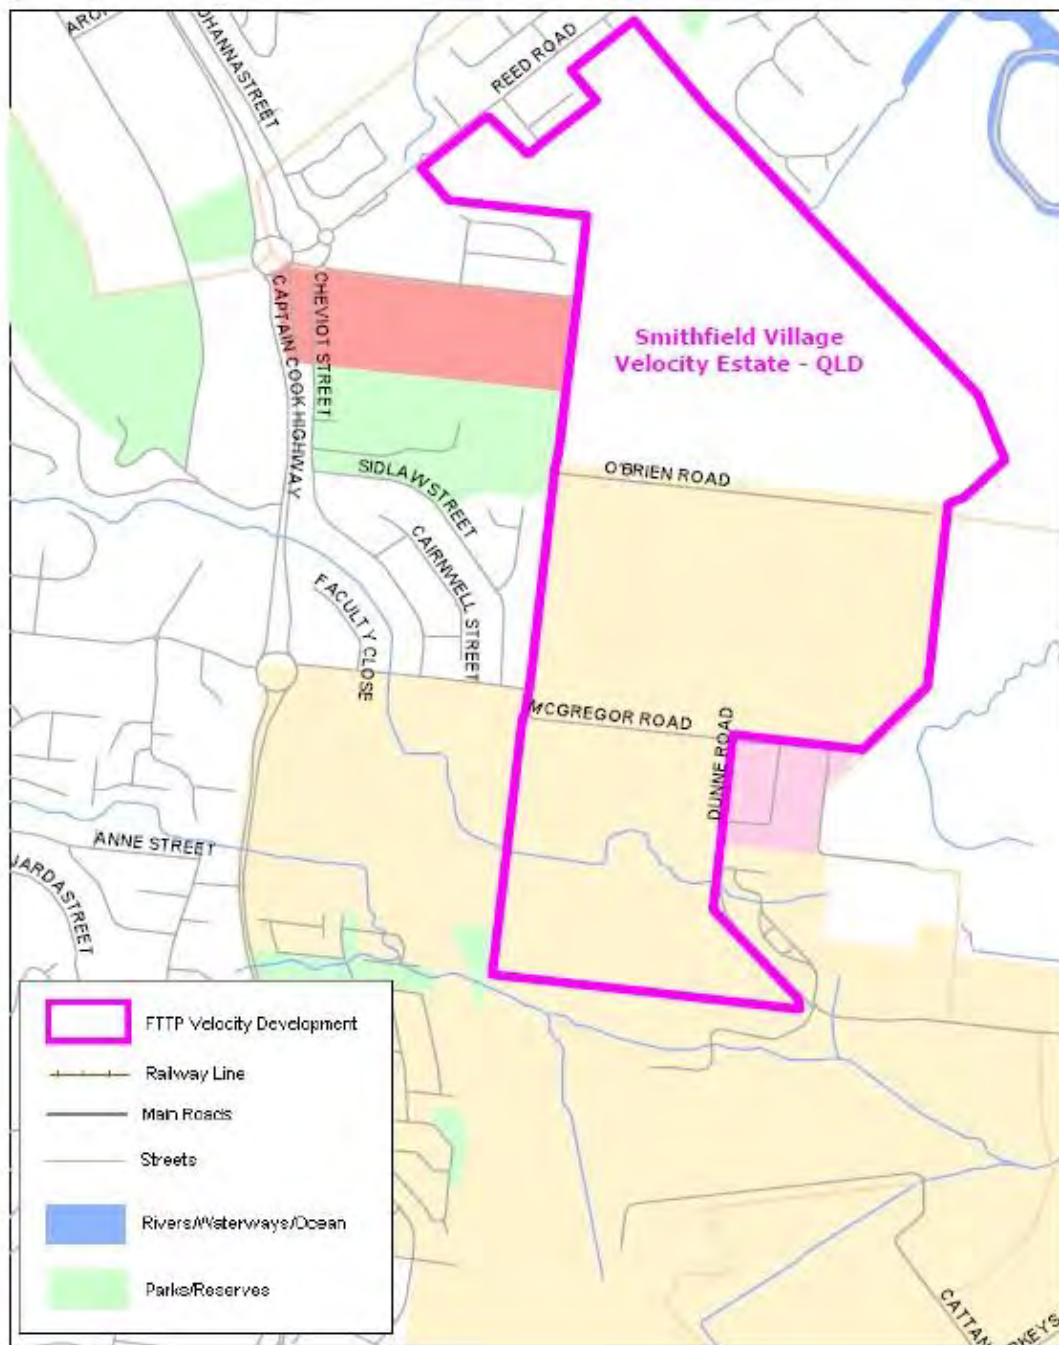 JOHANNA STREET
REED ROAD
CAPTAIN COOK HIGHWAY
CHEVIOT STREET
Smithfield Village
Velocity Estate - QLD
SIDLAW STREET
O'BRIEN ROAD
CAIRNWELL STREET
FACULTY CLOSE
MCGREGOR ROAD
DUNNE ROAD
ANNE STREET
JARDA STREET
FTTP Velocity Development
Railway Line
Main Roads
Streets
Rivers/Waterways/Ocean
Parks/Reserves
CATTAN